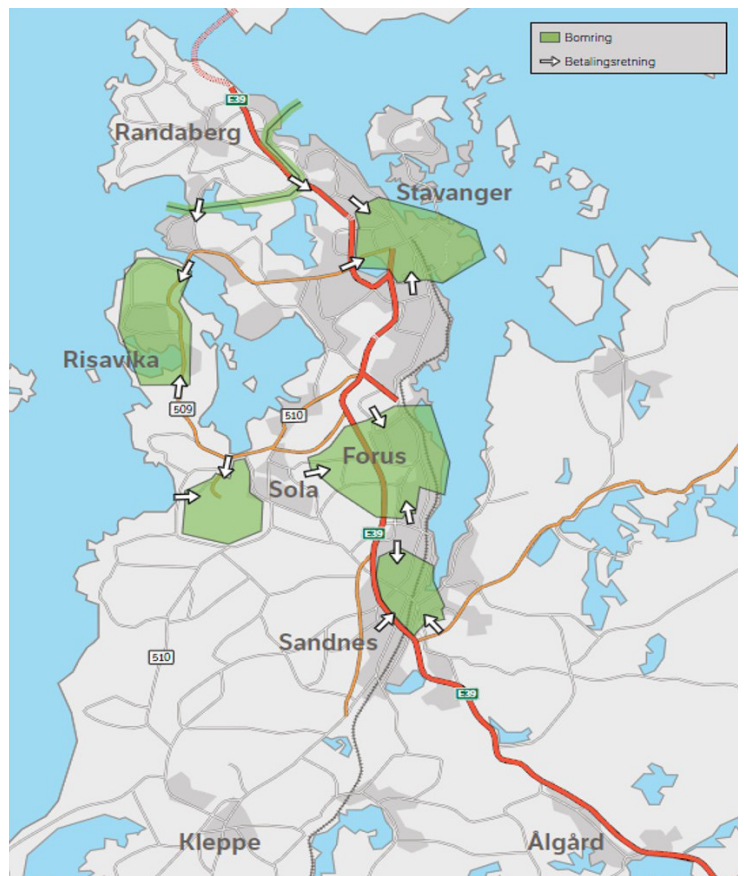 Bomring
Betalingsretning
E39
Randaberg
Stavanger
Risavika
509
510
Forus
Sola
E39
Sandnes
510
E39
Kleppe
Ålgård